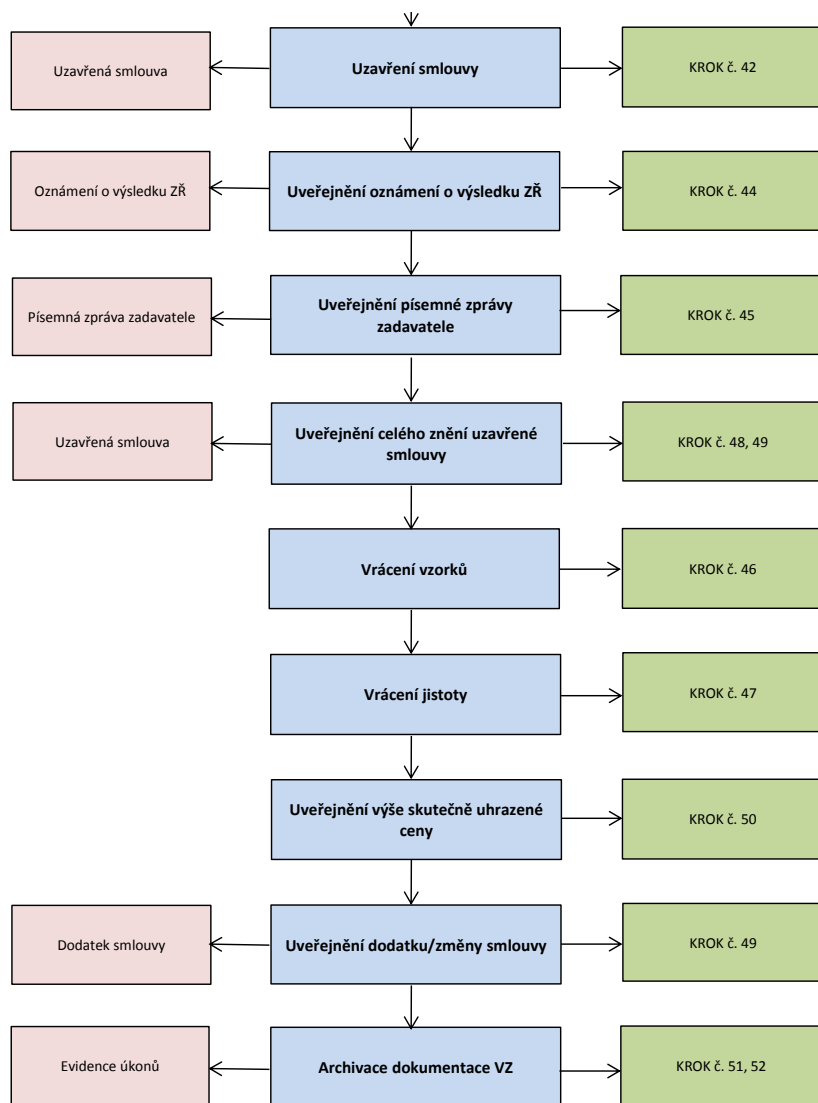 Uzavřená smlouva
Uzavření smlouvy
KROK č. 42
Oznámení o výsledku ZŘ
Uveřejnění oznámení o výsledku ZŘ
KROK č. 44
Písemná zpráva zadavatele
Uveřejnění písemné zprávy
zadavatele
KROK č. 45
Uzavřená smlouva
Uveřejnění celého znění uzavřené
smlouvy
KROK č. 48, 49
Vrácení vzorků
KROK č. 46
Vrácení jistoty
KROK č. 47
Uveřejnění výše skutečně uhrazené
ceny
KROK č. 50
Dodatek smlouvy
Uveřejnění dodatku/změny smlouvy
KROK č. 49
Evidence úkonů
Archivace dokumentace VZ
KROK č. 51, 52